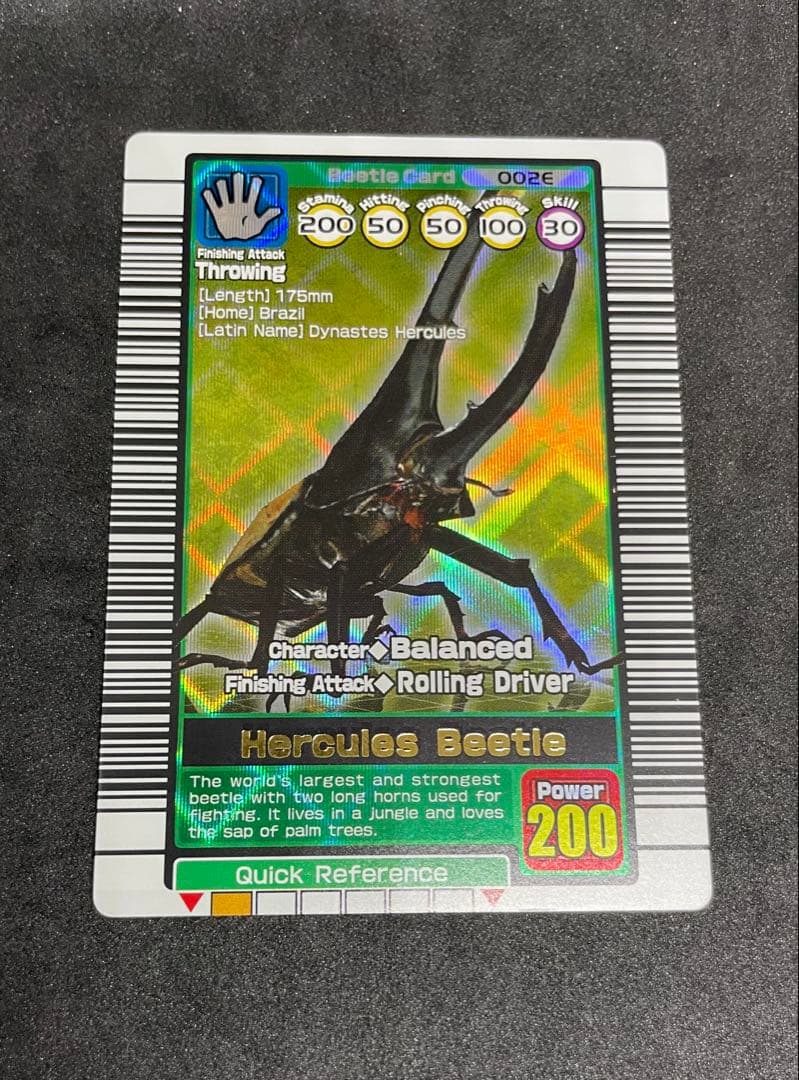 Beetle Card 002E
Stamina Hitting Pinching Throwing Skill
200 50 50 100 30
Finishing Attack
Throwing
[Length] 175mm
[Home] Brazil
[Latin Name] Dynastes Hercules
Character◆Balanced
Finishing Attack◆Rolling Driver
Hercules Beetle
The world's largest and strongest
beetle with two long horns used for
fighting. It lives in a jungle and loves
the sap of palm trees.
Power
200
Quick Reference